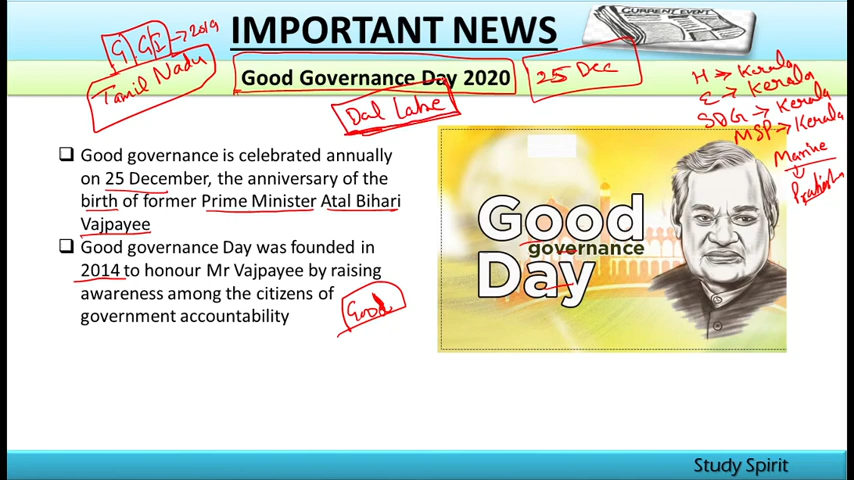 CURRENT EVENT
IMPORTANT NEWS
G GI → 2019
Tamil Nadu
Good Governance Day 2020
25 Dec
Dal Lake
H → Kerala
E → Kerala
SDG → Kerala
MSP → Kerala
Marine
❑ Good governance is celebrated annually
on 25 December, the anniversary of the
birth of former Prime Minister Atal Bihari
Vajpayee
❑ Good governance Day was founded in
2014 to honour Mr Vajpayee by raising
awareness among the citizens of
government accountability
Good
Good
governance
Day
Study Spirit